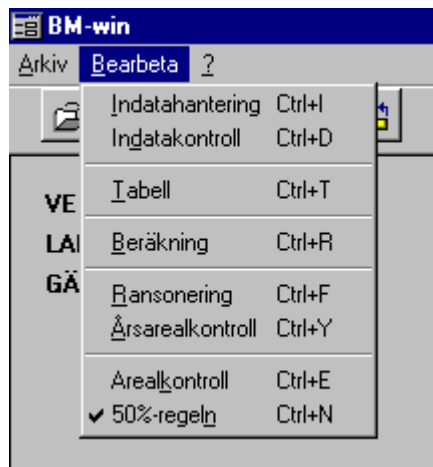 BM-win
Arkiv Bearbeta ?
Indatahantering Ctrl+I
Indatakontroll Ctrl+D
Tabell Ctrl+T
VE
LA
Beräkning Ctrl+R
GÄ
Ransonering Ctrl+F
Årsarealkontroll Ctrl+Y
Arealkontroll Ctrl+E
✔ 50%-regeln Ctrl+N